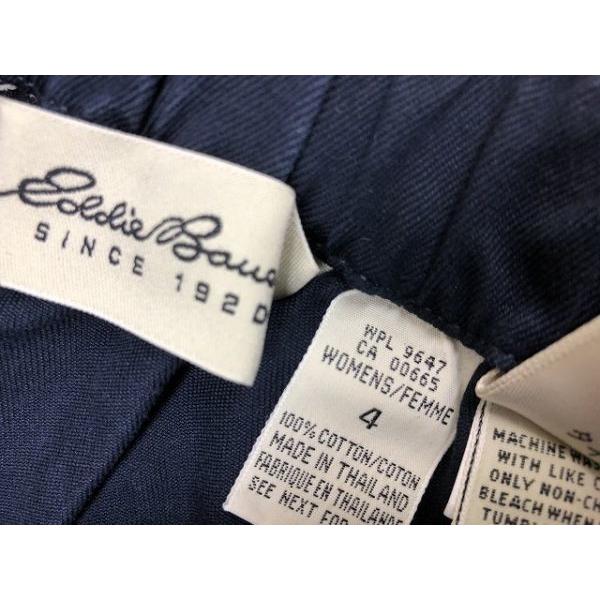 Eddie Baue
SINCE 192
WPL 9647
CA 00665
WOMENS/FEMME
4
100% COTTON/COTON
MADE IN THAILAND
FABRIQUE EN THAILANDE
SEE NEXT FOR
MACHINE WAS
WITH LIKE C
ONLY NON-CH
BLEACH WHEN
TUMBL